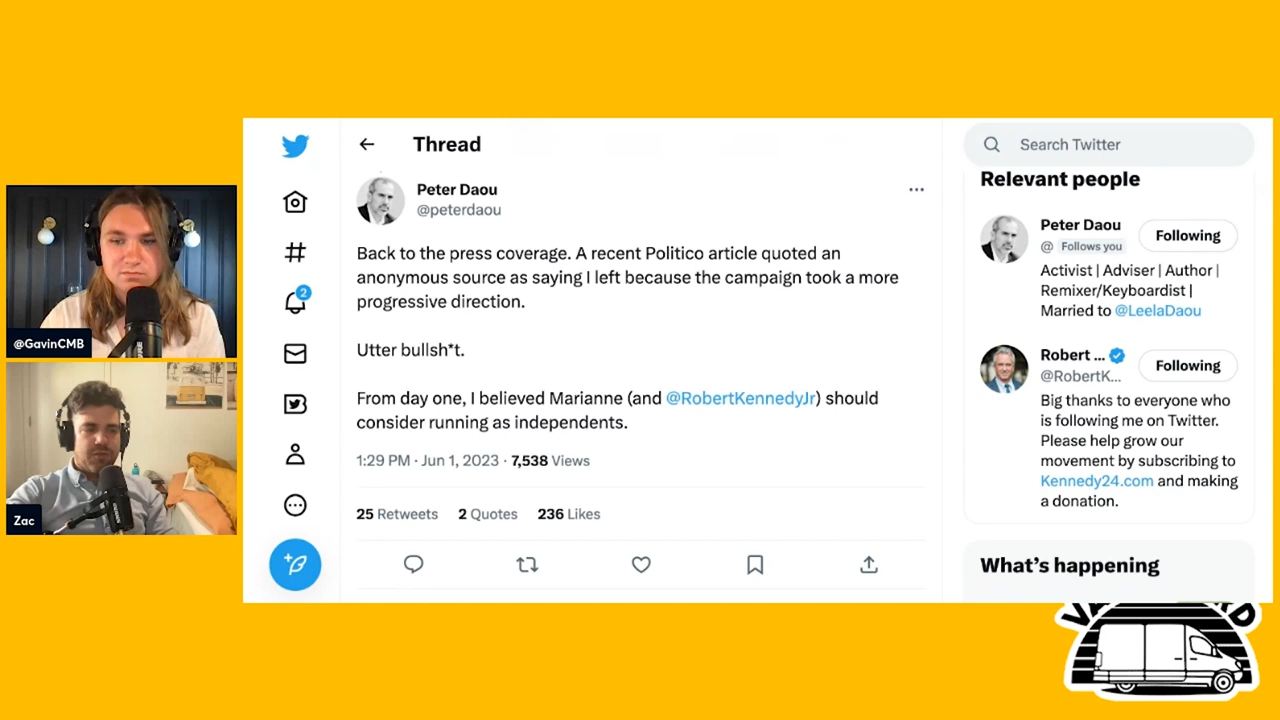 @GavinCMB
Zac
Thread
Peter Daou
@peterdaou
Back to the press coverage. A recent Politico article quoted an
anonymous source as saying I left because the campaign took a more
progressive direction.
Utter bullsh*t.
From day one, I believed Marianne (and @RobertKennedyJr) should
consider running as independents.
1:29 PM · Jun 1, 2023 · 7,538 Views
25 Retweets 2 Quotes 236 Likes
2
Search Twitter
Relevant people
Peter Daou
@ Follows you
Following
Activist | Adviser | Author |
Remixer/Keyboardist |
Married to @LeelaDaou
Robert ...
@RobertK...
Following
Big thanks to everyone who
is following me on Twitter.
Please help grow our
movement by subscribing to
Kennedy24.com and making
a donation.
What's happening